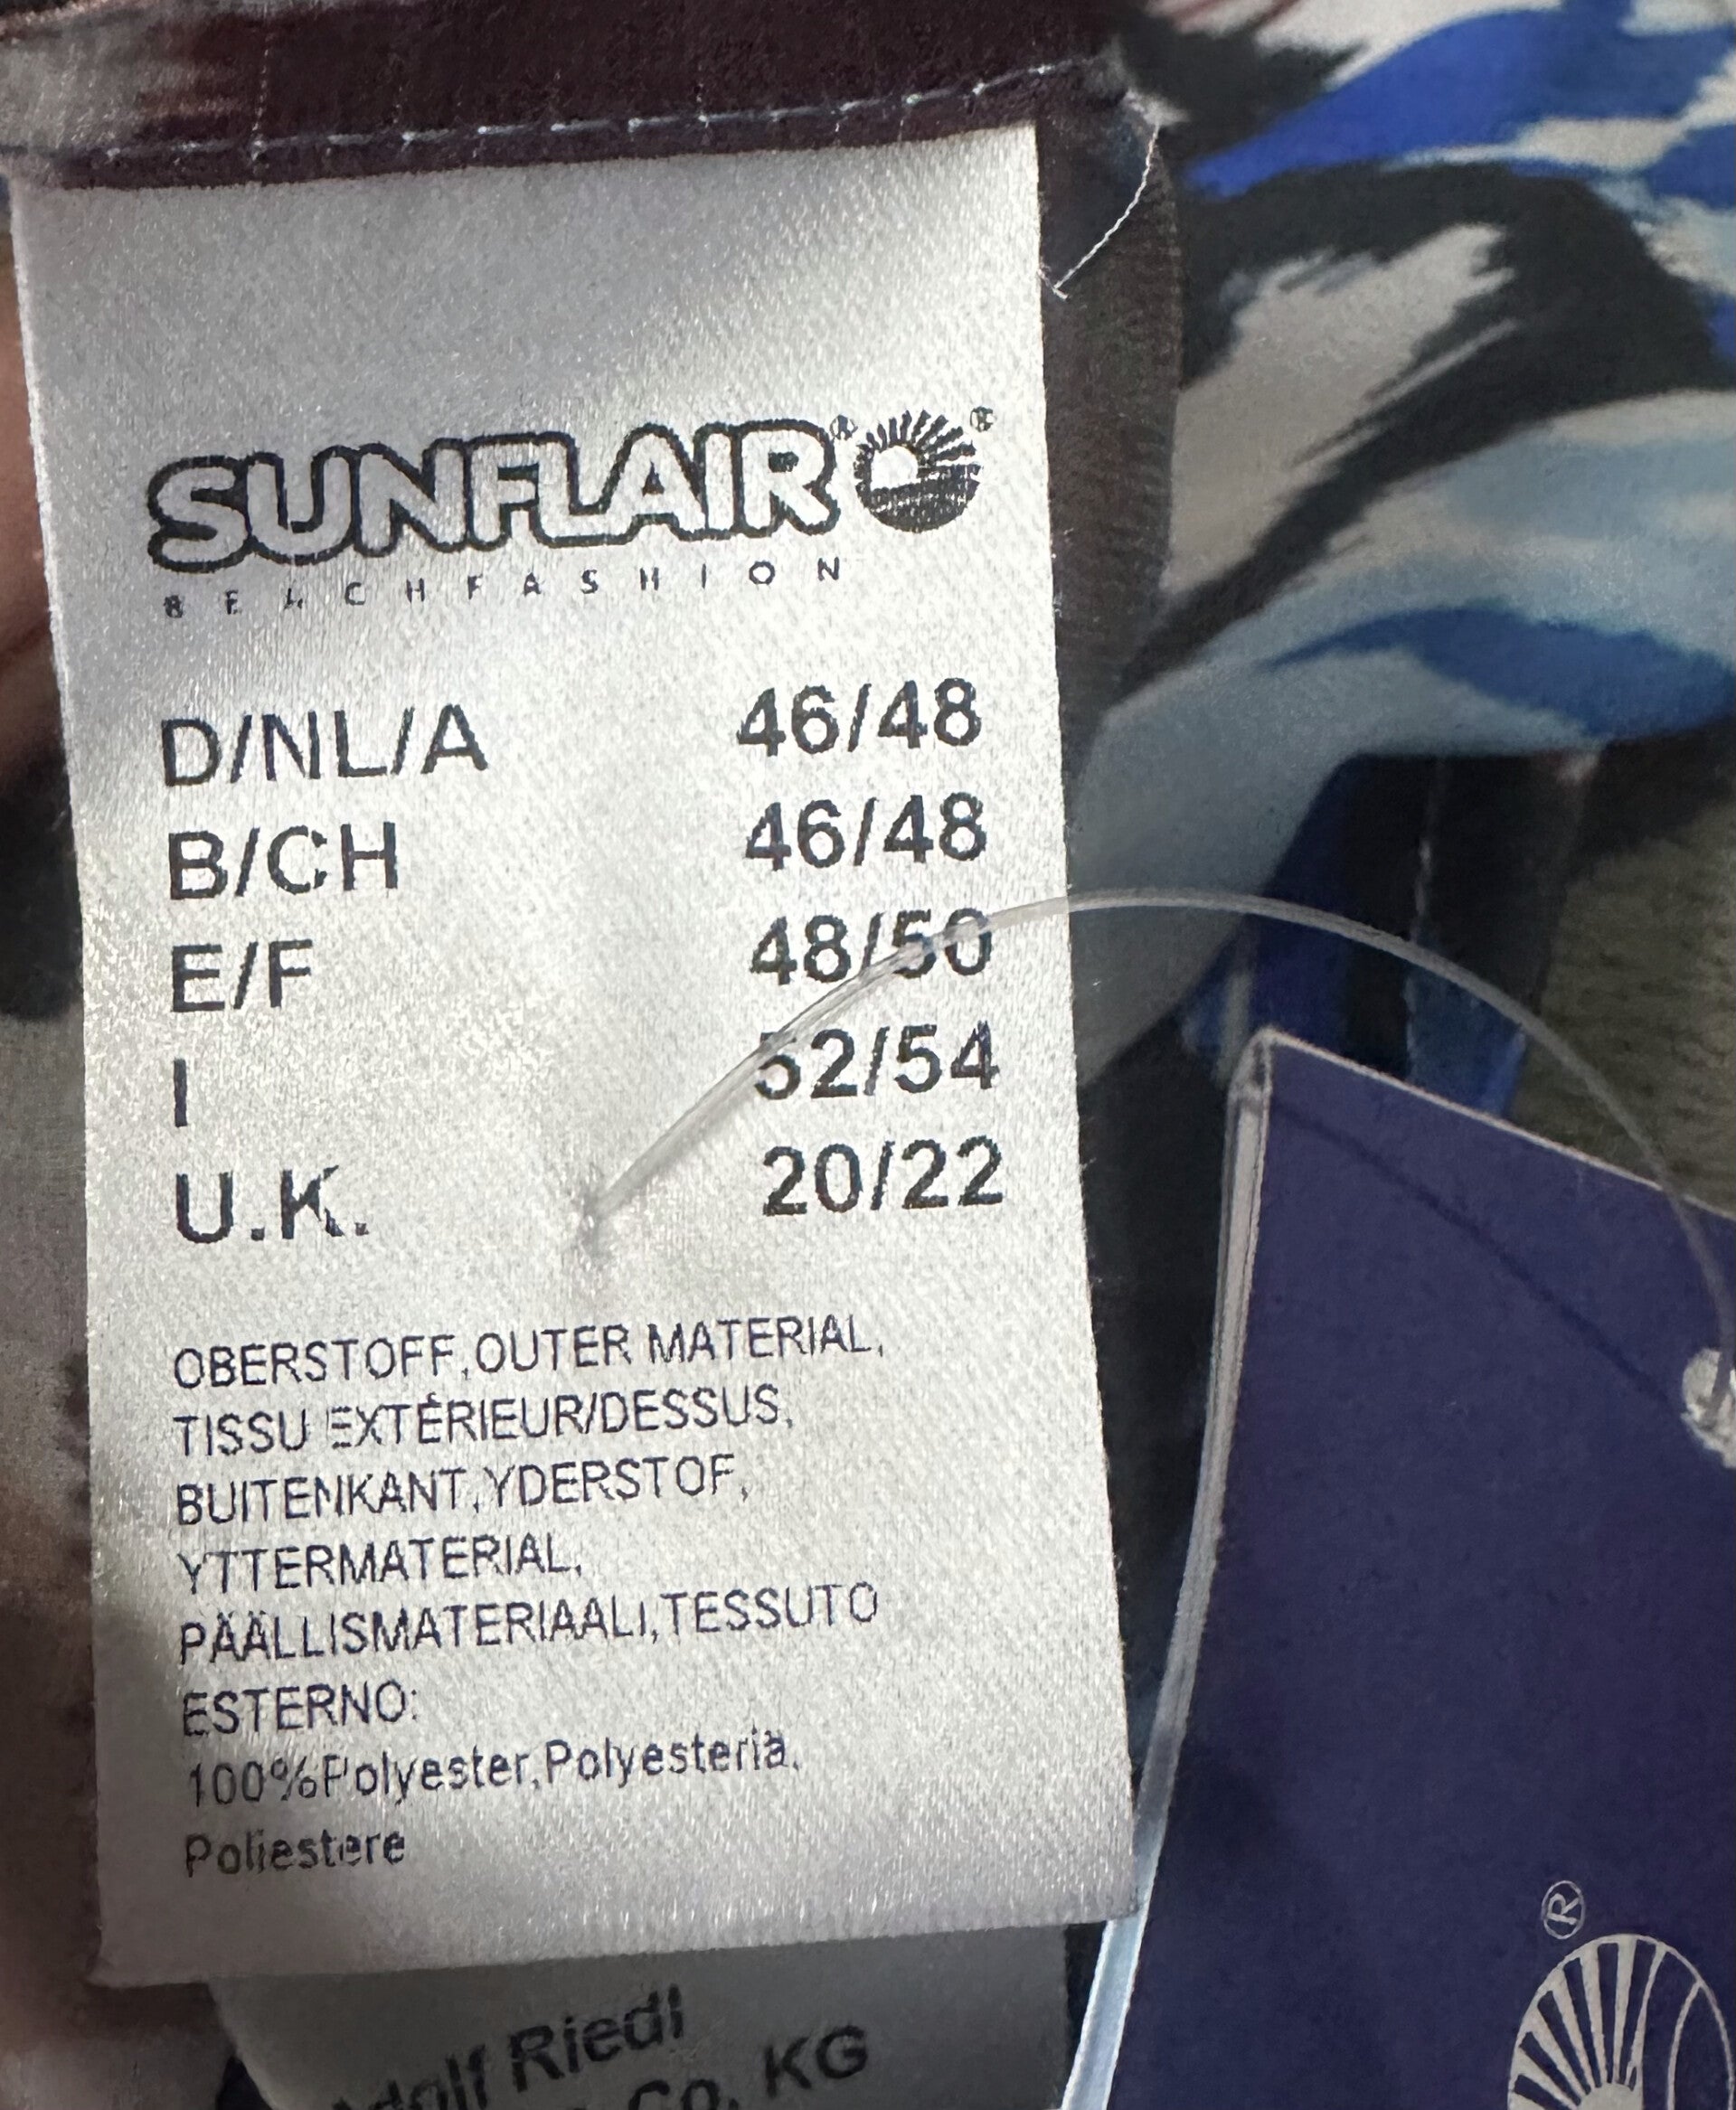 SUNFLAIR® ®
BEACHFASHION
D/NL/A 46/48
B/CH 46/48
E/F 48/50
I 52/54
U.K. 20/22
OBERSTOFF,OUTER MATERIAL,
TISSU EXTÉRIEUR/DESSUS,
BUITENKANT,YDERSTOF,
YTTERMATERIAL,
PÄÄLLISMATERIAALI,TESSUTO
ESTERNO:
100%Polyester,Polyesteriä,
Poliestere
Riedl
Co. KG
®